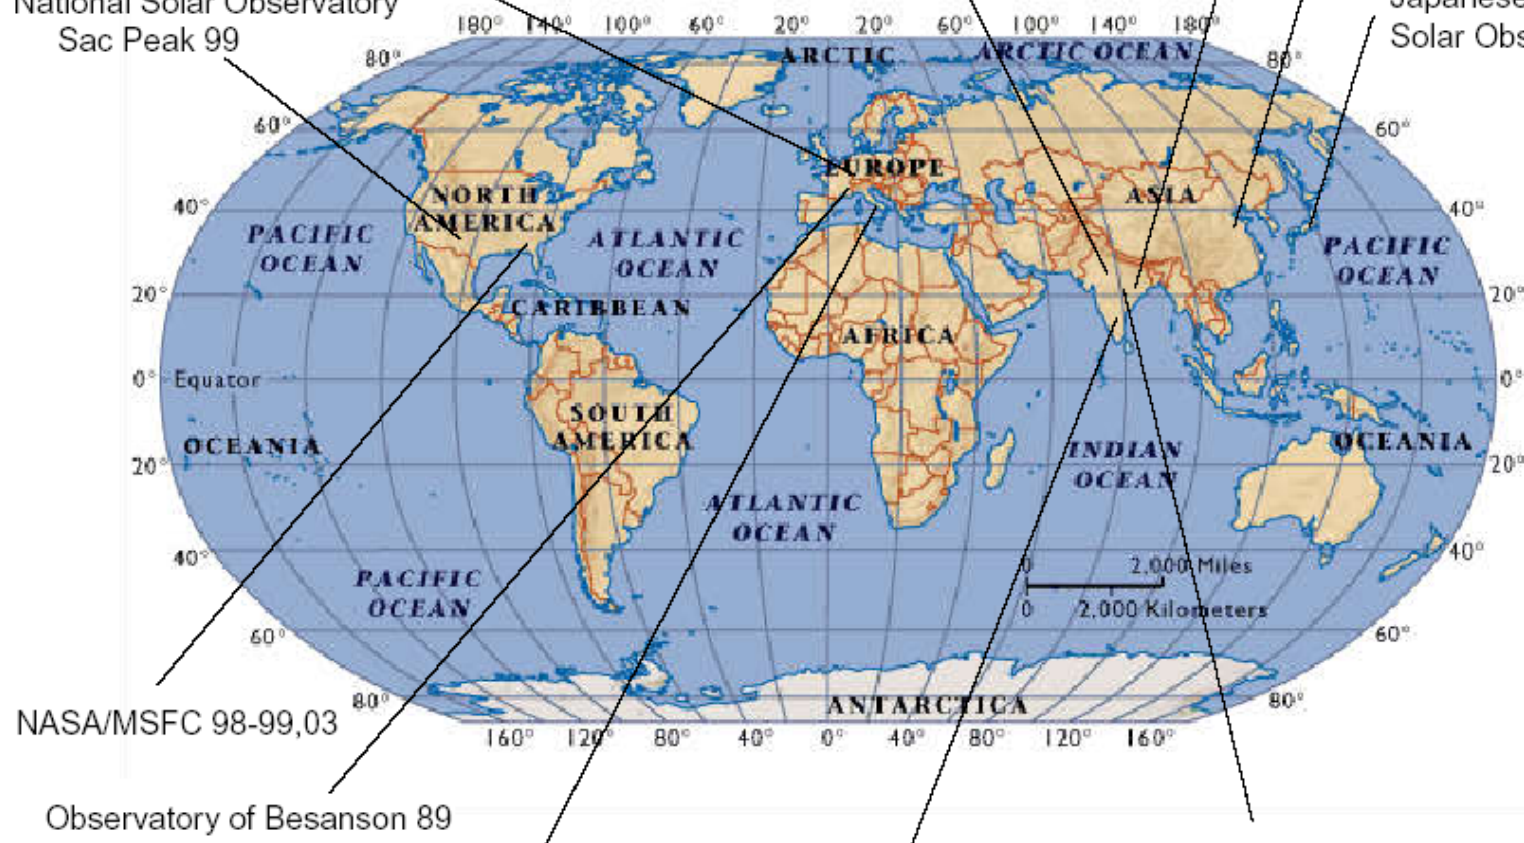 National Solar Observatory
Sac Peak 99
Japanese
Solar Obs
180° 140° 100° 60° 20° 20° 60° 100° 140° 180°
80° ARCTIC ARCTIC OCEAN 80°
60° 60°
EUROPE
NORTH
AMERICA
ASIA
40° 40°
PACIFIC
OCEAN
ATLANTIC
OCEAN
PACIFIC
OCEAN
20° CARIBBEAN 20°
AFRICA
0° Equator 0°
SOUTH
AMERICA
OCEANIA OCEANIA
INDIAN
OCEAN
20° 20°
ATLANTIC
OCEAN
40° 40°
0 2,000 Miles
0 2,000 Kilometers
PACIFIC
OCEAN
60° 60°
80° ANTARCTICA 80°
160° 120° 80° 40° 0° 40° 80° 120° 160°
NASA/MSFC 98-99,03
Observatory of Besanson 89